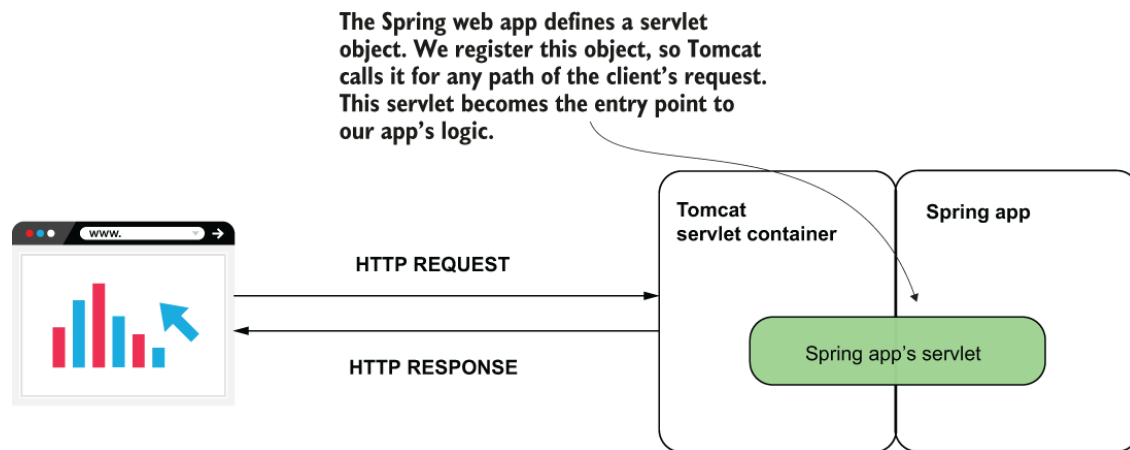 The Spring web app defines a servlet
object. We register this object, so Tomcat
calls it for any path of the client's request.
This servlet becomes the entry point to
our app's logic.
Tomcat
servlet container
Spring app
www.
HTTP REQUEST
Spring app's servlet
HTTP RESPONSE